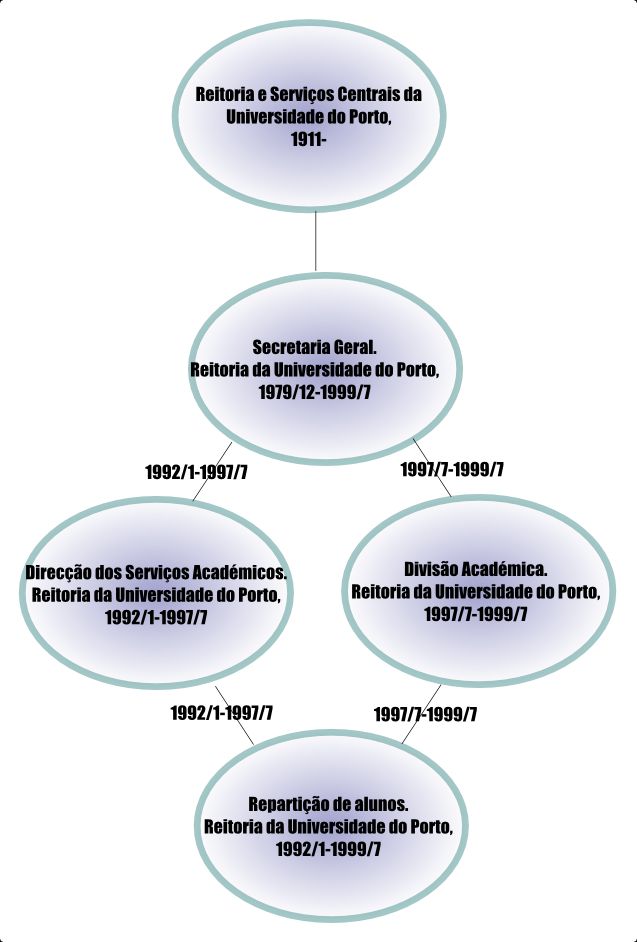 Reitoria e Serviços Centrais da
Universidade do Porto,
1911-
Secretaria Geral.
Reitoria da Universidade do Porto,
1979/12-1999/7
1992/1-1997/7
1997/7-1999/7
Direcção dos Serviços Académicos.
Reitoria da Universidade do Porto,
1992/1-1997/7
Divisão Académica.
Reitoria da Universidade do Porto,
1997/7-1999/7
1992/1-1997/7
1997/7-1999/7
Repartição de alunos.
Reitoria da Universidade do Porto,
1992/1-1999/7